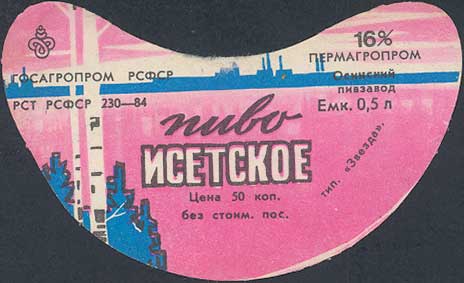 16%
ГОСАГРОПРОМ РСФСР
ПЕРМАГРОПРОМ
Осинский
пивзавод
РСТ РСФСР 230—84
Емк. 0,5 л
пиво
ИСЕТСКОЕ
Цена 50 коп.
без стоим. пос.
тип. «Звезда».